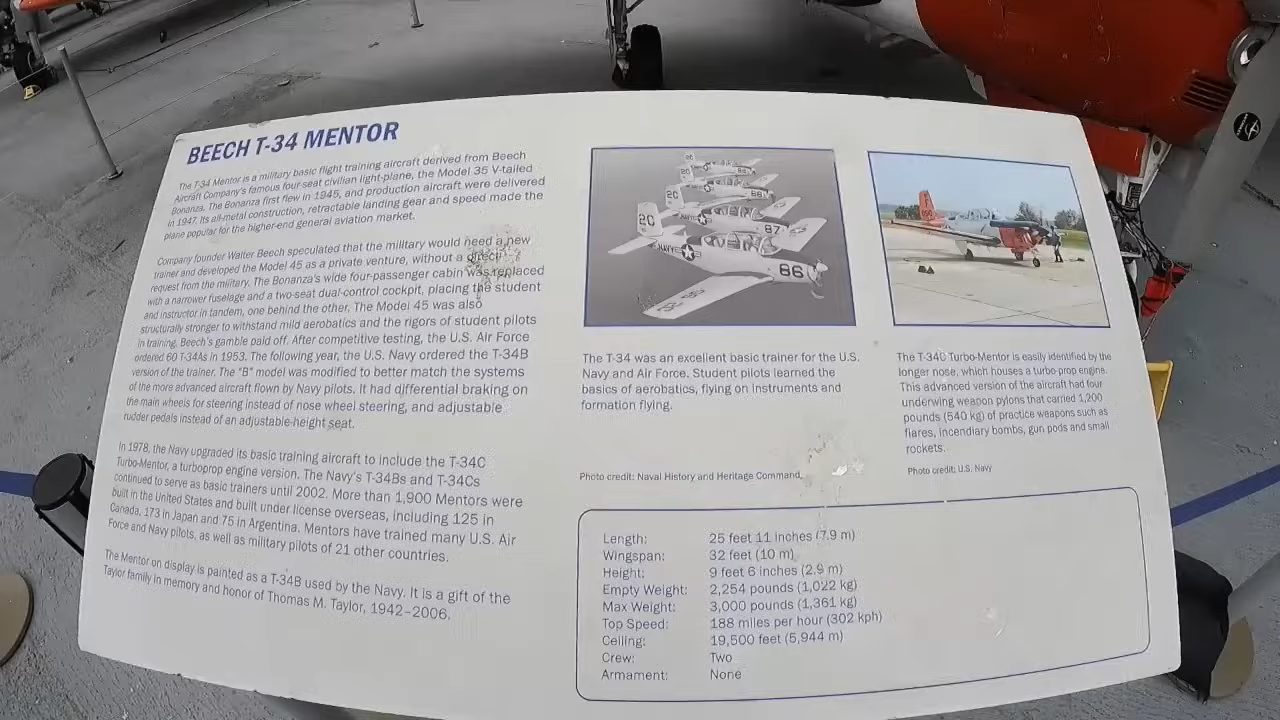 BEECH T-34 MENTOR
The T-34 Mentor is a military basic flight training aircraft derived from Beech
Aircraft Company's famous four-seat civilian light-plane, the Model 35 V-tailed
Bonanza. The Bonanza first flew in 1945, and production aircraft were delivered
in 1947. Its all-metal construction, retractable landing gear and speed made the
plane popular for the higher-end general aviation market.
Company founder Walter Beech speculated that the military would need a new
trainer and developed the Model 45 as a private venture, without a direct
request from the military. The Bonanza's wide four-passenger cabin was replaced
with a narrower fuselage and a two-seat dual-control cockpit, placing the student
and instructor in tandem, one behind the other. The Model 45 was also
structurally stronger to withstand mild aerobatics and the rigors of student pilots
in training. Beech's gamble paid off. After competitive testing, the U.S. Air Force
ordered 60 T-34As in 1953. The following year, the U.S. Navy ordered the T-34B
version of the trainer. The "B" model was modified to better match the systems
of the more advanced aircraft flown by Navy pilots. It had differential braking on
the main wheels for steering instead of nose wheel steering, and adjustable
rudder pedals instead of an adjustable-height seat.
In 1978, the Navy upgraded its basic training aircraft to include the T-34C
Turbo-Mentor, a turboprop engine version. The Navy's T-34Bs and T-34Cs
continued to serve as basic trainers until 2002. More than 1,900 Mentors were
built in the United States and built under license overseas, including 125 in
Canada, 173 in Japan and 75 in Argentina. Mentors have trained many U.S. Air
Force and Navy pilots, as well as military pilots of 21 other countries.
The Mentor on display is painted as a T-34B used by the Navy. It is a gift of the
Taylor family in memory and honor of Thomas M. Taylor, 1942–2006.
2G
87
NAVY
86
The T-34 was an excellent basic trainer for the U.S.
Navy and Air Force. Student pilots learned the
basics of aerobatics, flying on instruments and
formation flying.
Photo credit: Naval History and Heritage Command,
The T-34C Turbo-Mentor is easily identified by the
longer nose, which houses a turbo-prop engine.
This advanced version of the aircraft had four
underwing weapon pylons that carried 1,200
pounds (540 kg) of practice weapons such as
flares, incendiary bombs, gun pods and small
rockets.
Photo credit: U.S. Navy
Length: 25 feet 11 inches (7.9 m)
Wingspan: 32 feet (10 m)
Height: 9 feet 6 inches (2.9 m)
Empty Weight: 2,254 pounds (1,022 kg)
Max Weight: 3,000 pounds (1,361 kg)
Top Speed: 188 miles per hour (302 kph)
Ceiling: 19,500 feet (5,944 m)
Crew: Two
Armament: None